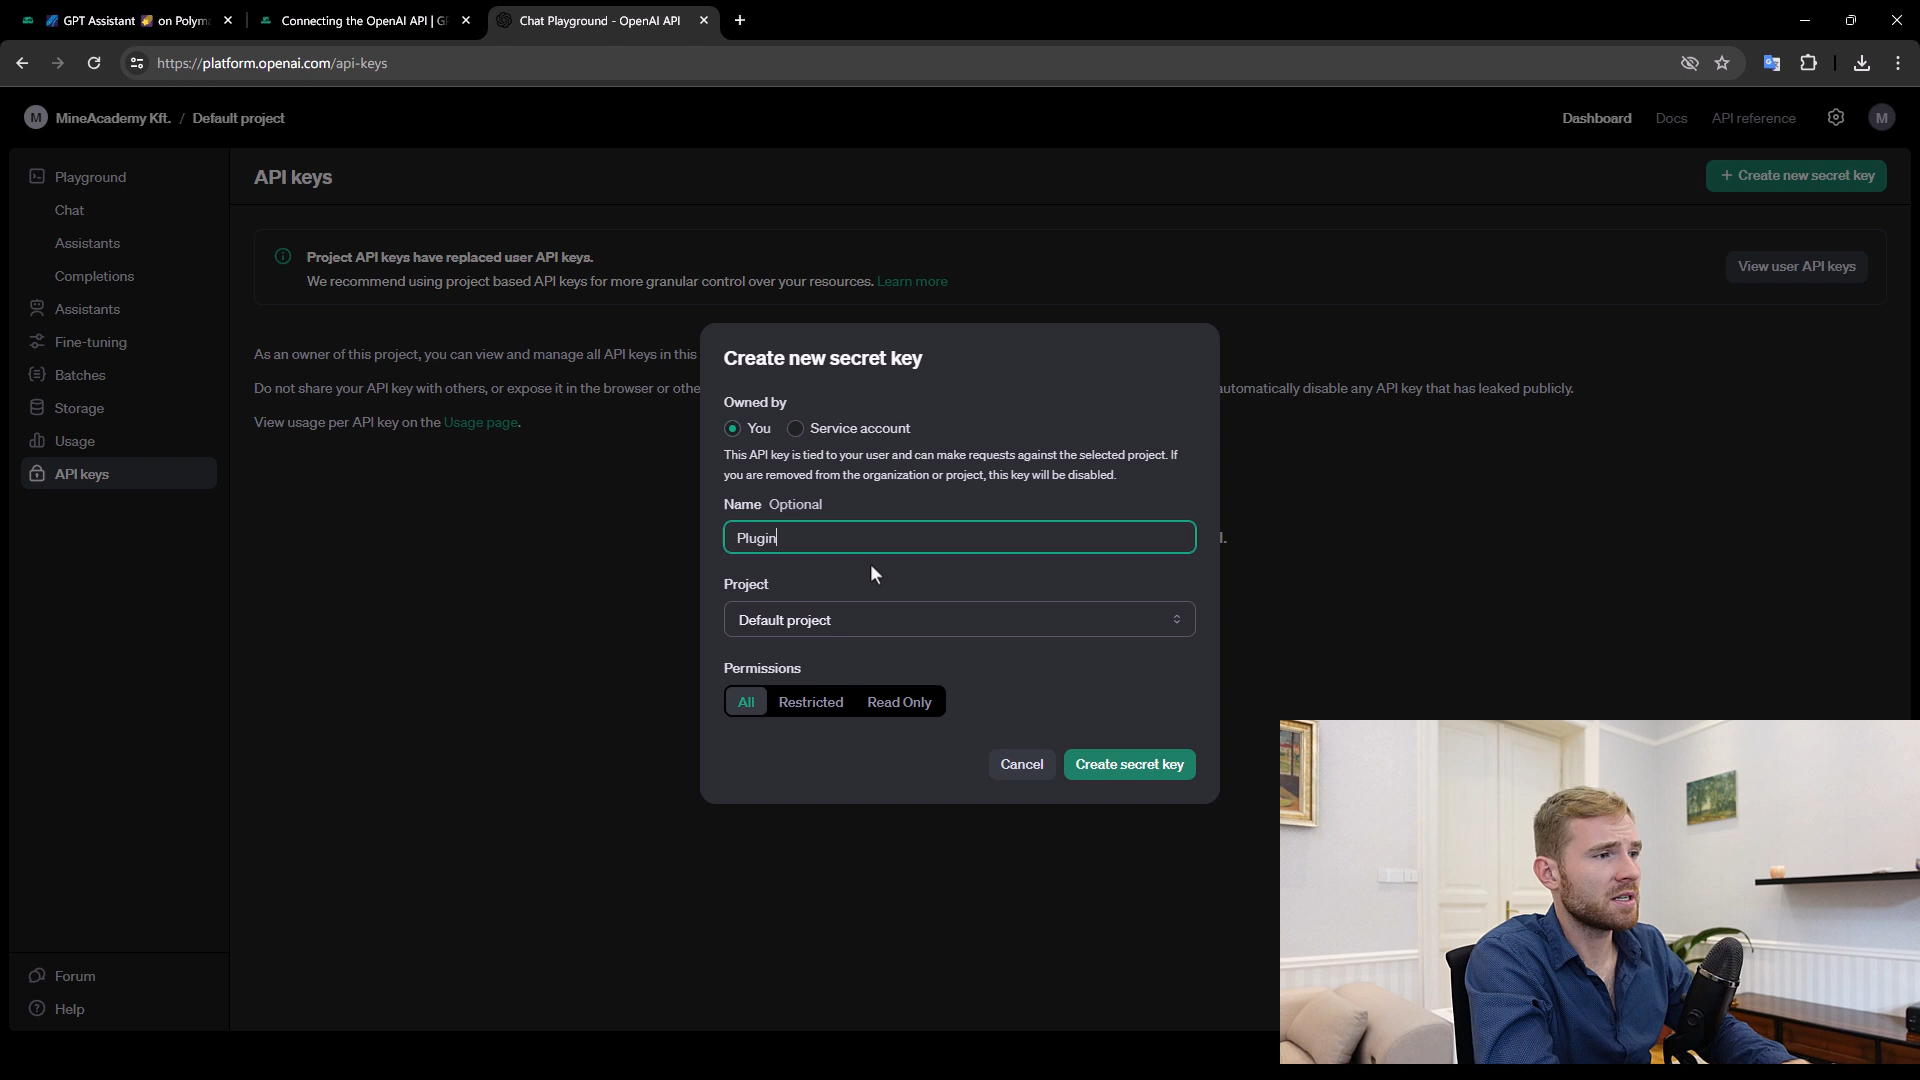 GPT Assistant on Polym
Connecting the OpenAI API | G
Chat Playground - OpenAI API
https://platform.openai.com/api-keys
M MineAcademy Kft. / Default project
Dashboard Docs API reference M
Playground
Chat
Assistants
Completions
Assistants
Fine-tuning
Batches
Storage
Usage
API keys
Forum
Help
API keys
+ Create new secret key
Project API keys have replaced user API keys.
We recommend using project based API keys for more granular control over your resources. Learn more
View user API keys
As an owner of this project, you can view and manage all API keys in this
Do not share your API key with others, or expose it in the browser or othe
utomatically disable any API key that has leaked publicly.
View usage per API key on the Usage page.
Create new secret key
Owned by
You Service account
This API key is tied to your user and can make requests against the selected project. If
you are removed from the organization or project, this key will be disabled.
Name Optional
Plugin
Project
Default project
Permissions
All Restricted Read Only
Cancel Create secret key